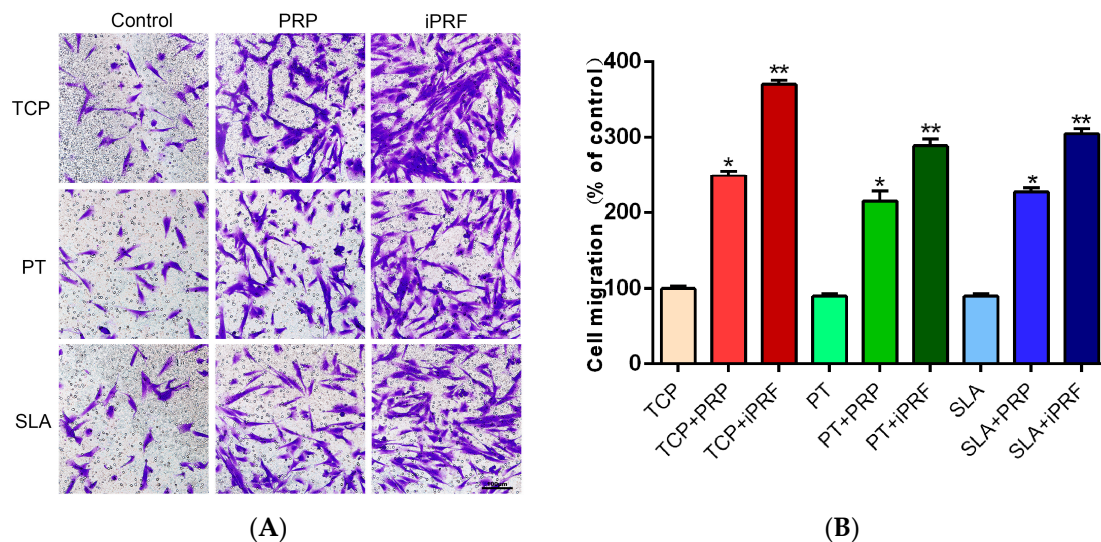 Control PRP iPRF
TCP
PT
SLA
(A)
Cell migration (% of control)
400
300
200
100
0
* ** * ** * **
TCP
TCP+PRP
TCP+iPRF
PT
PT+PRP
PT+iPRF
SLA
SLA+PRP
SLA+iPRF
(B)